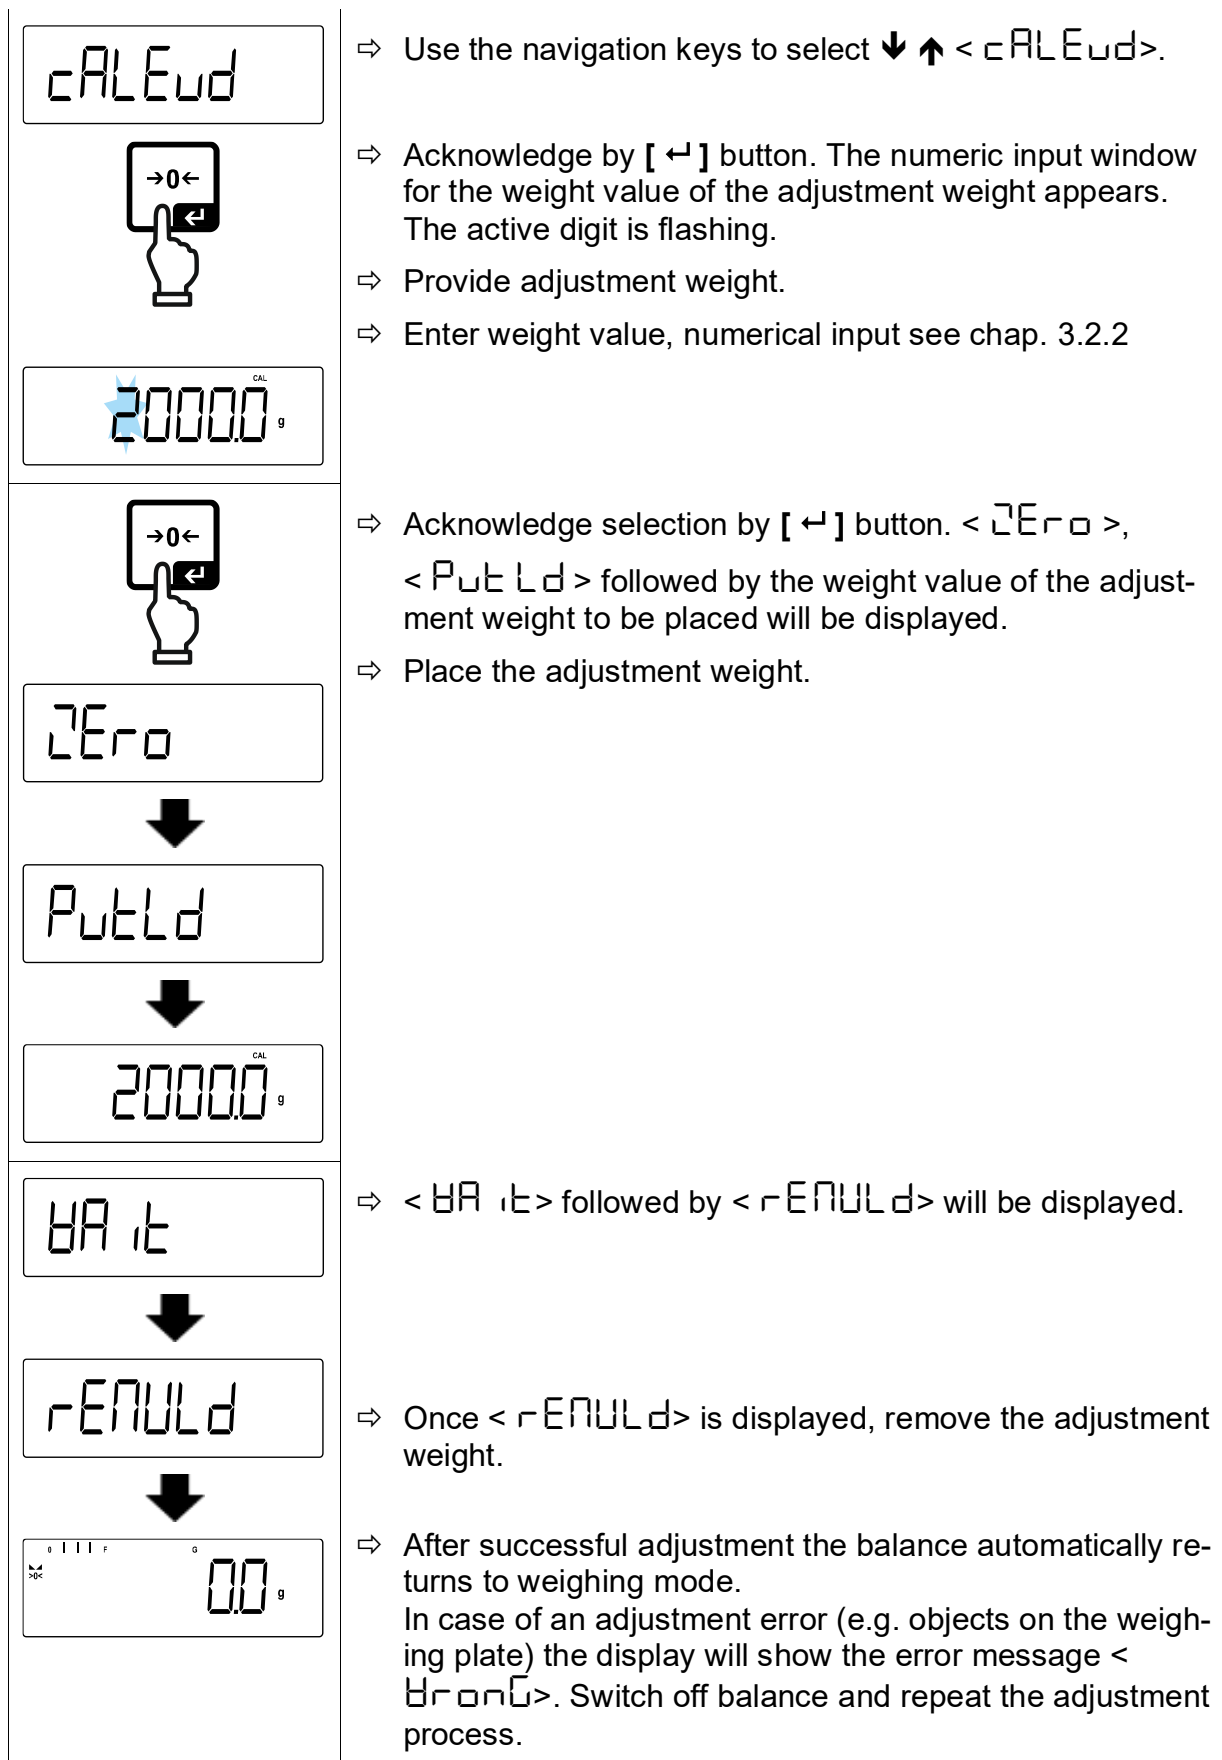 cALEud
⇨ Use the navigation keys to select 🡻 🡹 < cALEud>.
→0←
↵
⇨ Acknowledge by [ ↵ ] button. The numeric input window
for the weight value of the adjustment weight appears.
The active digit is flashing.
⇨ Provide adjustment weight.
⇨ Enter weight value, numerical input see chap. 3.2.2
CAL
2000.0 g
→0←
↵
⇨ Acknowledge selection by [ ↵ ] button. < ZEro >,
< Put Ld > followed by the weight value of the adjust-
ment weight to be placed will be displayed.
⇨ Place the adjustment weight.
ZEro
PutLd
CAL
2000.0 g
WAit
⇨ < WAit> followed by < rEMULd> will be displayed.
rEMULd
⇨ Once < rEMULd> is displayed, remove the adjustment
weight.
0 F G
>0<
0.0 g
⇨ After successful adjustment the balance automatically re-
turns to weighing mode.
In case of an adjustment error (e.g. objects on the weigh-
ing plate) the display will show the error message <
WronG>. Switch off balance and repeat the adjustment
process.